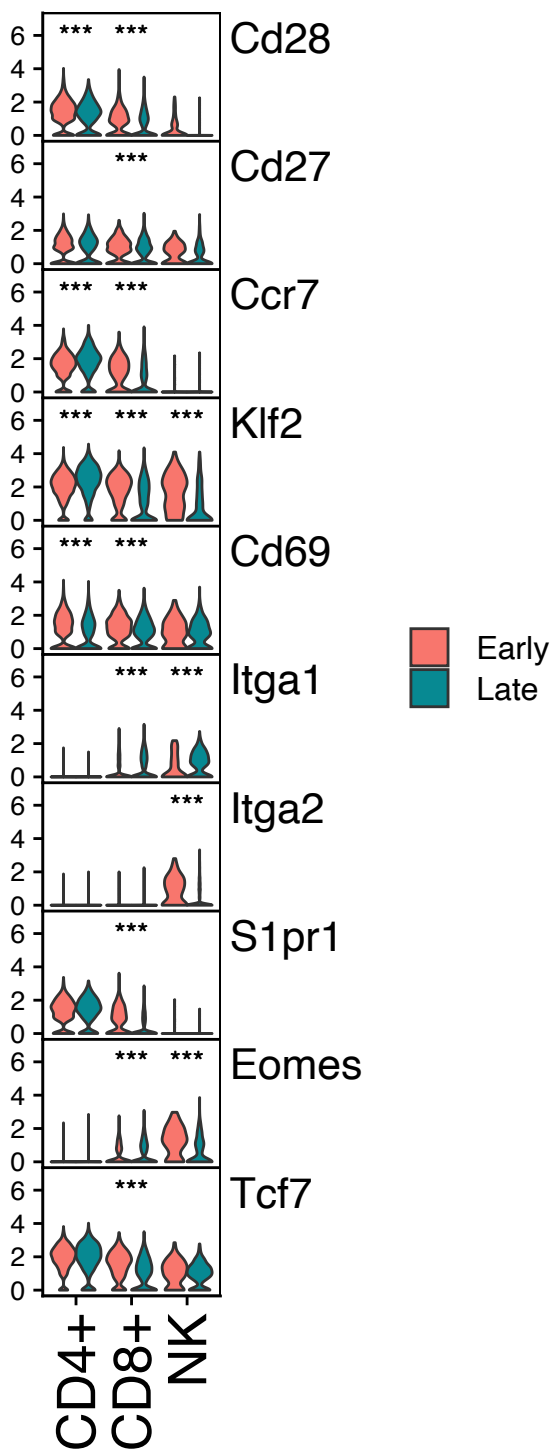 6 *** *** Cd28
4
2
0
6 *** Cd27
4
2
0
6 *** *** Ccr7
4
2
0
6 *** *** *** Klf2
4
2
0
6 *** *** Cd69
4
2
0
Early
Late
6 *** *** Itga1
4
2
0
6 *** Itga2
4
2
0
6 *** S1pr1
4
2
0
6 *** *** Eomes
4
2
0
6 *** Tcf7
4
2
0
CD4+ CD8+ NK